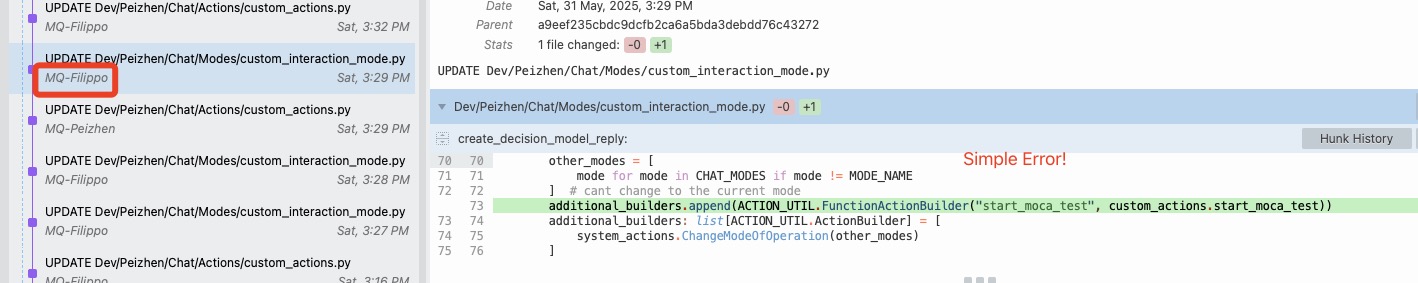 UPDATE Dev/Peizhen/Chat/Actions/custom_actions.py
MQ-Filippo Sat, 3:32 PM
UPDATE Dev/Peizhen/Chat/Modes/custom_interaction_mode.py
MQ-Filippo Sat, 3:29 PM
UPDATE Dev/Peizhen/Chat/Actions/custom_actions.py
MQ-Peizhen Sat, 3:29 PM
UPDATE Dev/Peizhen/Chat/Modes/custom_interaction_mode.py
MQ-Filippo Sat, 3:28 PM
UPDATE Dev/Peizhen/Chat/Modes/custom_interaction_mode.py
MQ-Filippo Sat, 3:27 PM
UPDATE Dev/Peizhen/Chat/Actions/custom_actions.py
MQ-Filippo Sat, 3:16 PM
Date Sat, 31 May, 2025, 3:29 PM
Parent a9eef235cbdc9dcfb2ca6a5bda3debdd76c43272
Stats 1 file changed: -0 +1
UPDATE Dev/Peizhen/Chat/Modes/custom_interaction_mode.py
Dev/Peizhen/Chat/Modes/custom_interaction_mode.py -0 +1
create_decision_model_reply: Hunk History
70 70 other_modes = [
Simple Error!
71 71 mode for mode in CHAT_MODES if mode != MODE_NAME
72 72 ] # cant change to the current mode
73 additional_builders.append(ACTION_UTIL.FunctionActionBuilder("start_moca_test", custom_actions.start_moca_test))
73 74 additional_builders: list[ACTION_UTIL.ActionBuilder] = [
74 75 system_actions.ChangeModeOfOperation(other_modes)
75 76 ]